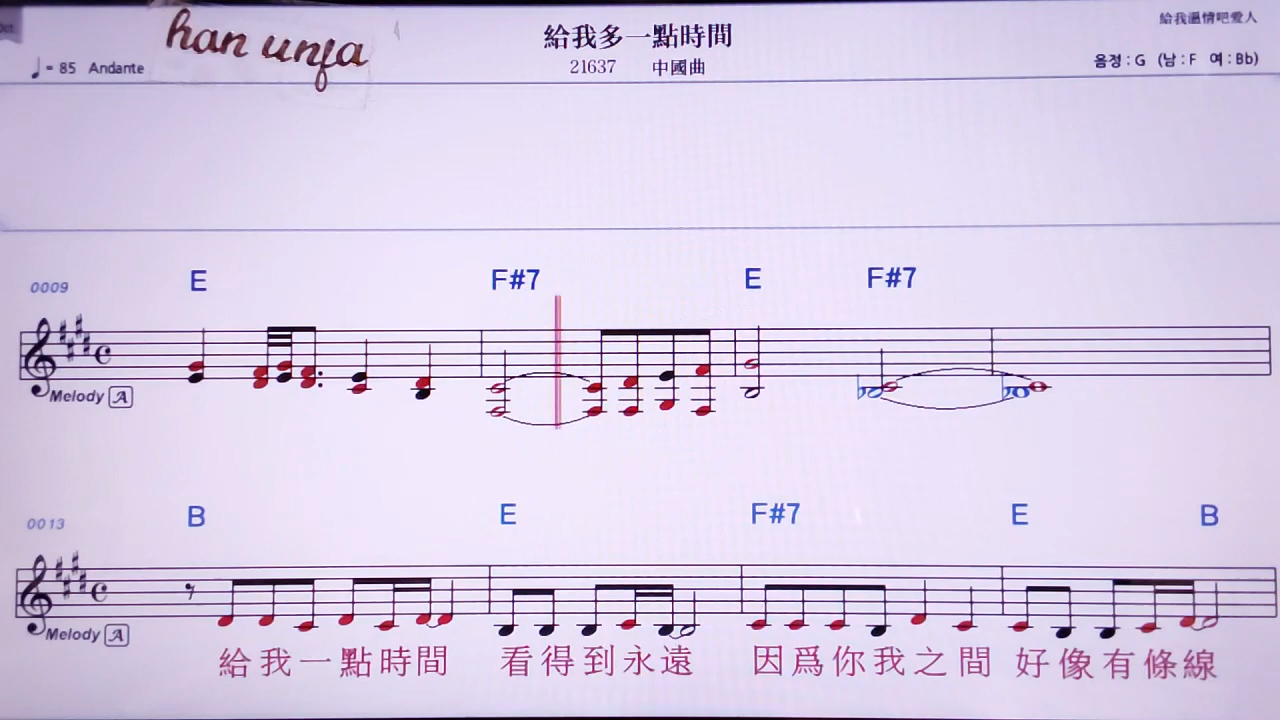 han unfa
給我多一點時間
給我溫情吧愛人
♩= 85 Andante
21637 中國曲
음정 : G (남 : F 여 : Bb)
E F#7 E F#7
0009
Melody A
B E F#7 E B
0013
Melody A
給我一點時間 看得到永遠 因爲你我之間 好像有條線